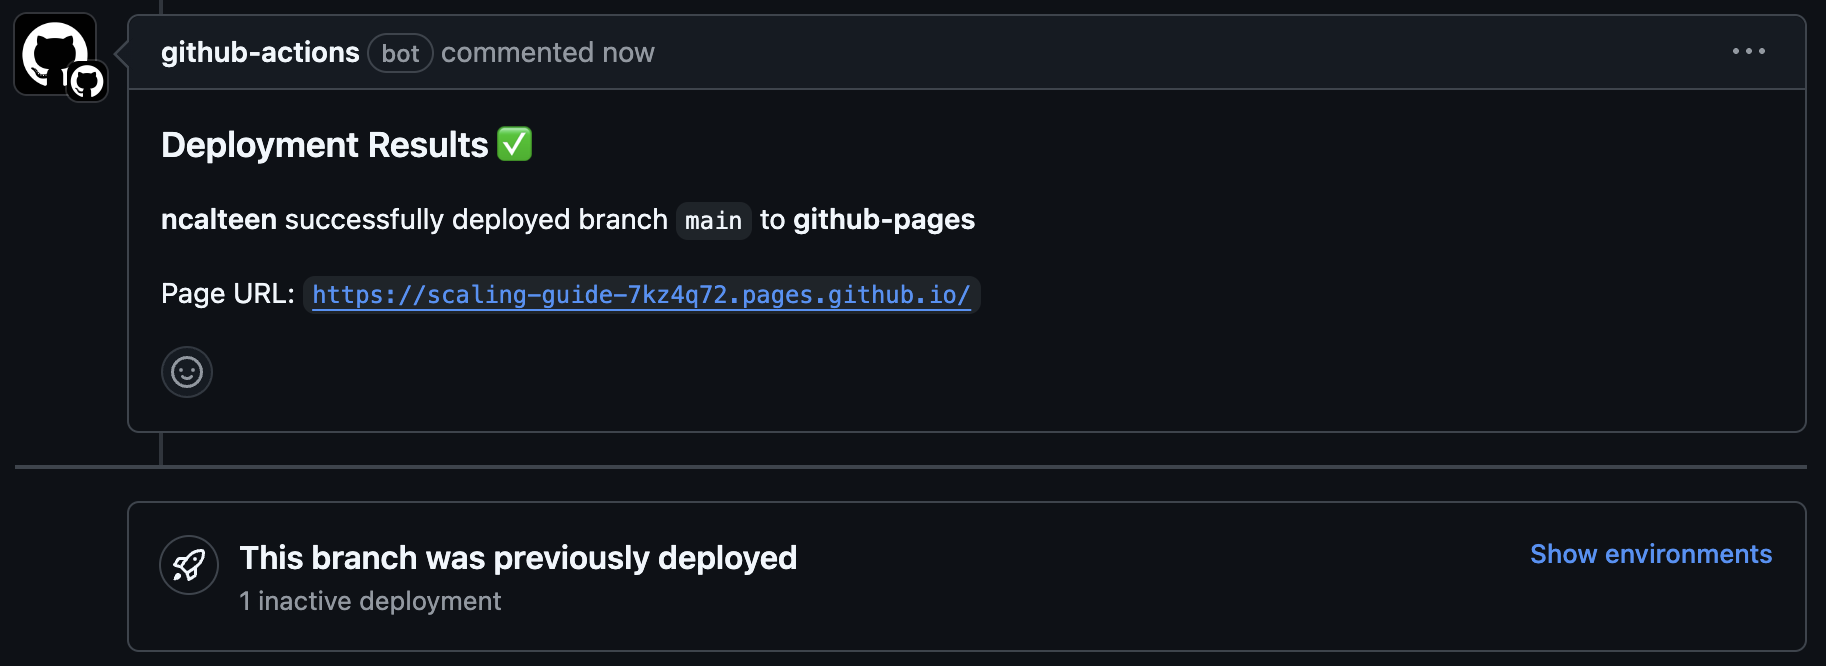 github-actions bot commented now
Deployment Results ✅
ncalteen successfully deployed branch main to github-pages
Page URL: https://scaling-guide-7kz4q72.pages.github.io/
This branch was previously deployed
Show environments
1 inactive deployment